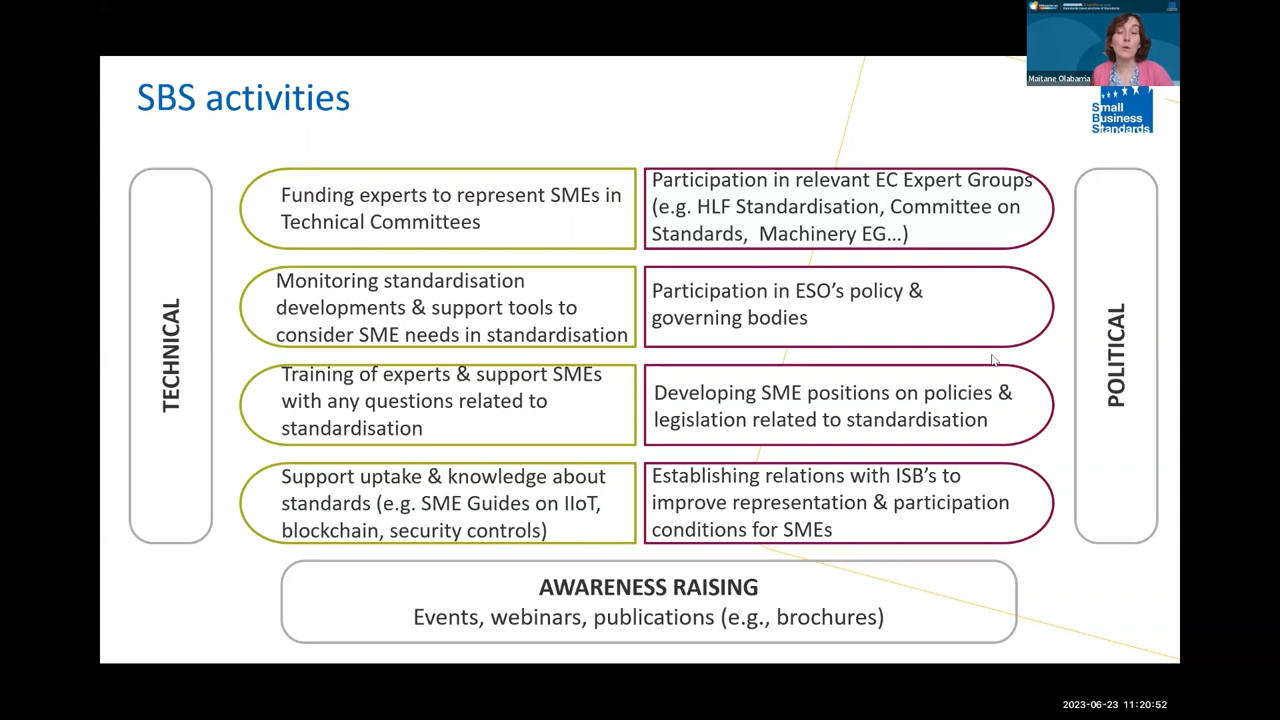 SBS activities
Maitane Olabarria
Small
Business
Standards
TECHNICAL
Funding experts to represent SMEs in
Technical Committees
Monitoring standardisation
developments & support tools to
consider SME needs in standardisation
Training of experts & support SMEs
with any questions related to
standardisation
Support uptake & knowledge about
standards (e.g. SME Guides on IIoT,
blockchain, security controls)
Participation in relevant EC Expert Groups
(e.g. HLF Standardisation, Committee on
Standards,  Machinery EG…)
Participation in ESO’s policy &
governing bodies
Developing SME positions on policies &
legislation related to standardisation
Establishing relations with ISB’s to
improve representation & participation
conditions for SMEs
POLITICAL
AWARENESS RAISING
Events, webinars, publications (e.g., brochures)
2023-06-23 11:20:52